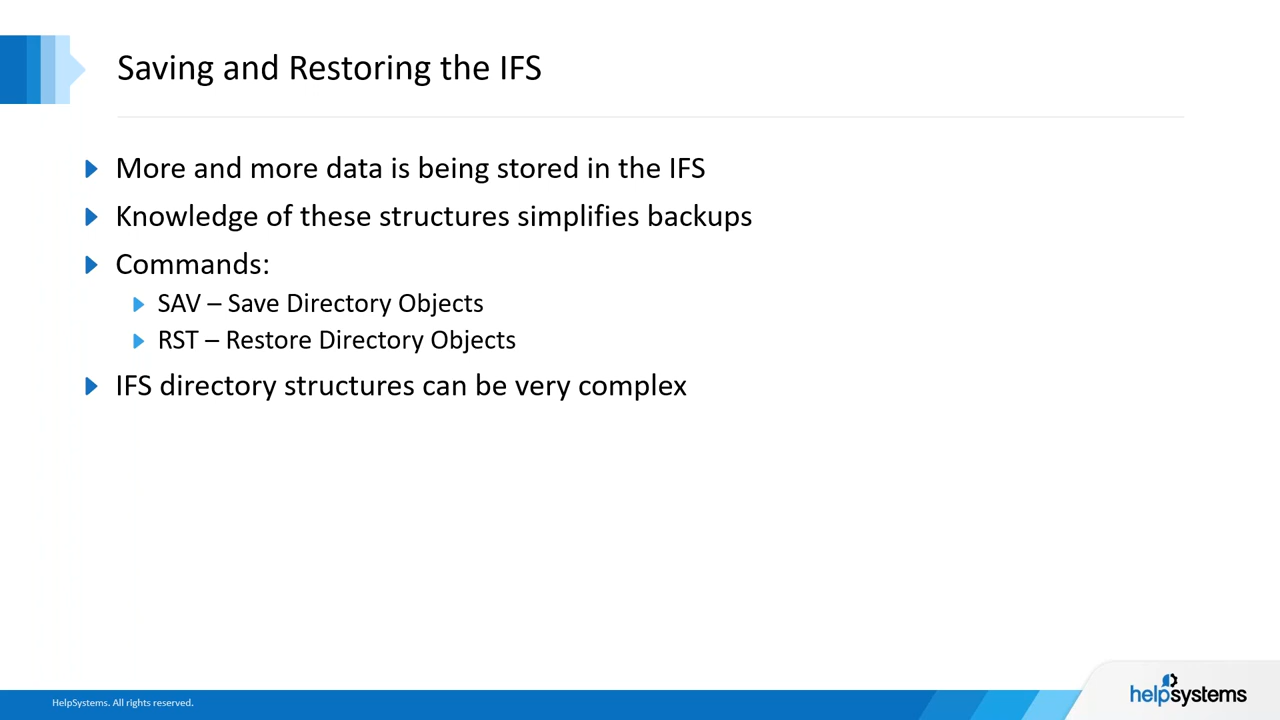 Saving and Restoring the IFS
More and more data is being stored in the IFS
Knowledge of these structures simplifies backups
Commands:
SAV – Save Directory Objects
RST – Restore Directory Objects
IFS directory structures can be very complex
HelpSystems. All rights reserved.
helpsystems